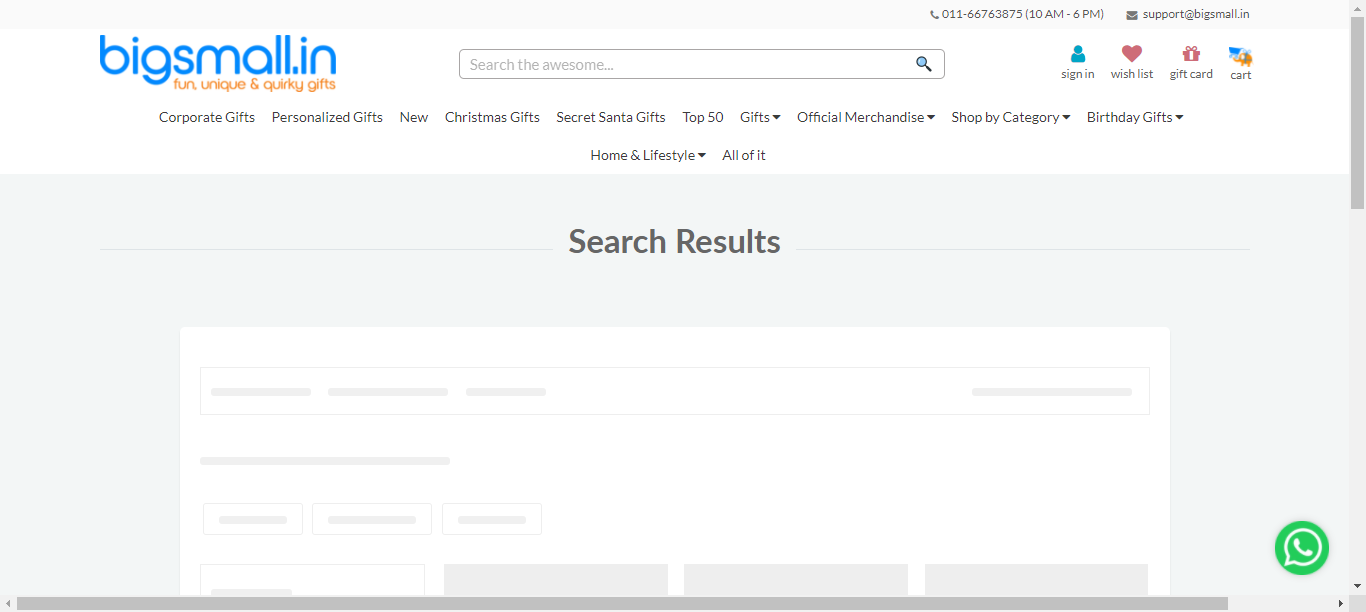 011-66763875 (10 AM - 6 PM) support@bigsmall.in
bigsmall.in
fun, unique & quirky gifts
Search the awesome...
sign in wish list gift card cart
Corporate Gifts Personalized Gifts New Christmas Gifts Secret Santa Gifts Top 50 Gifts Official Merchandise Shop by Category Birthday Gifts
Home & Lifestyle All of it
Search Results